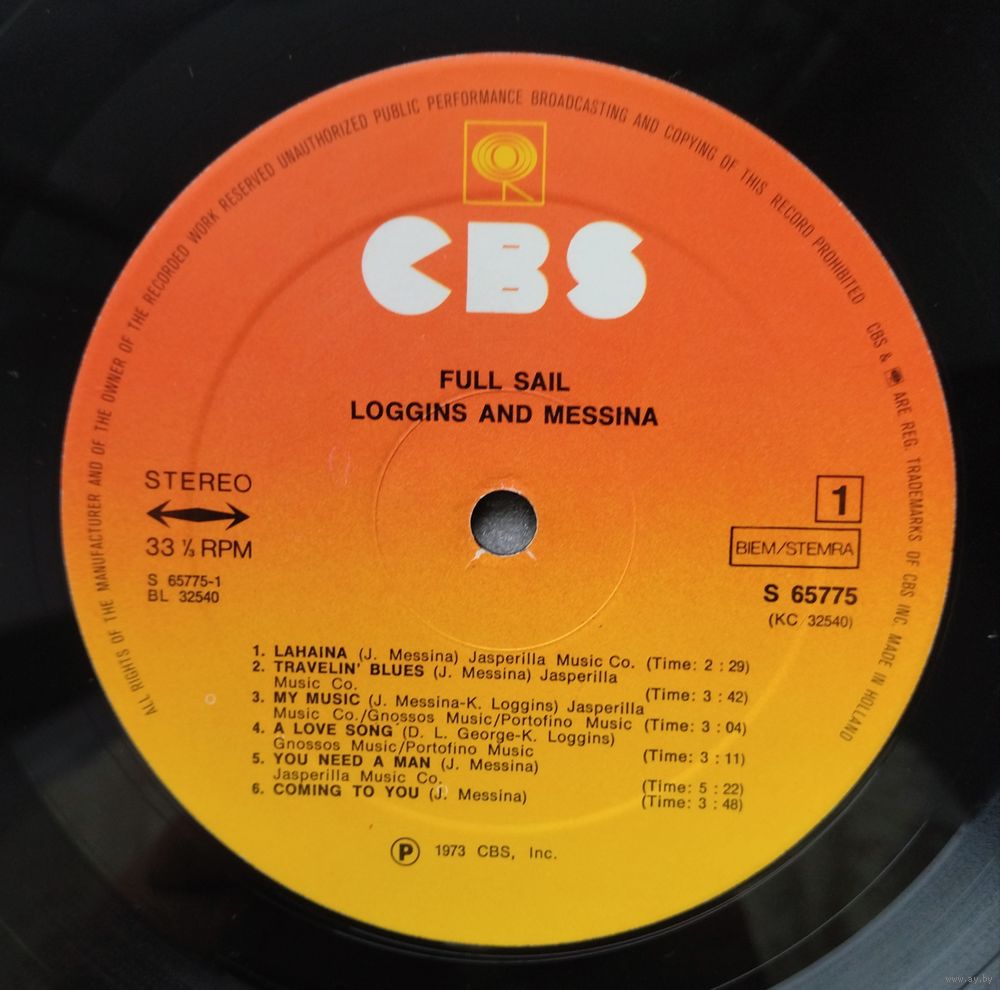 ALL RIGHTS OF THE MANUFACTURER AND OF THE OWNER OF THE RECORDED WORK RESERVED UNAUTHORIZED PUBLIC PERFORMANCE BROADCASTING AND COPYING OF THIS RECORD PROHIBITED
CBS & ARE REG. TRADEMARKS OF CBS INC. MADE IN HOLLAND
CBS
FULL SAIL
LOGGINS AND MESSINA
STEREO
33 ⅓ RPM
S 65775-1
BL 32540
1
BIEM/STEMRA
S 65775
(KC 32540)
1. LAHAINA (J. Messina) Jasperilla Music Co. (Time: 2 : 29)
2. TRAVELIN' BLUES (J. Messina) Jasperilla
Music Co. (Time: 3 : 42)
3. MY MUSIC (J. Messina-K. Loggins) Jasperilla
Music Co./Gnossos Music/Portofino Music (Time: 3 : 04)
4. A LOVE SONG (D. L. George-K. Loggins)
Gnossos Music/Portofino Music (Time: 3 : 11)
5. YOU NEED A MAN (J. Messina)
Jasperilla Music Co. (Time: 5 : 22)
6. COMING TO YOU (J. Messina) (Time: 3 : 48)
℗ 1973 CBS, Inc.
www.ay.by